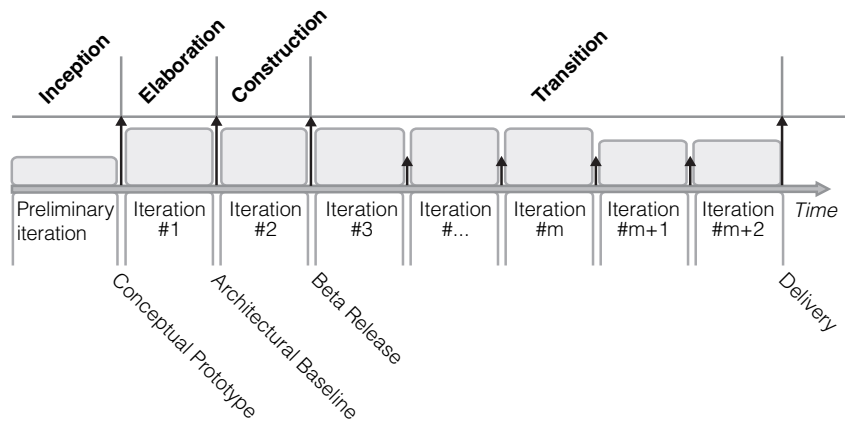 Inception
Elaboration
Construction
Transition
Preliminary
iteration
Iteration
#1
Iteration
#2
Iteration
#3
Iteration
#...
Iteration
#m
Iteration
#m+1
Iteration
#m+2
Time
Conceptual Prototype
Architectural Baseline
Beta Release
Delivery